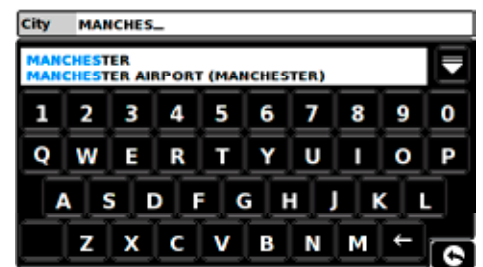 City MANCHES_
MANCHESTER
MANCHESTER AIRPORT (MANCHESTER)
1 2 3 4 5 6 7 8 9 0
Q W E R T Y U I O P
A S D F G H J K L
Z X C V B N M ←